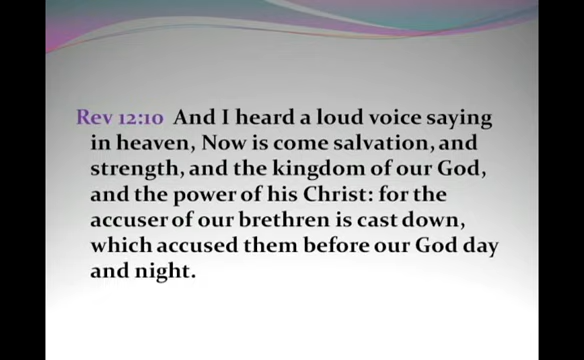 Rev 12:10 And I heard a loud voice saying
in heaven, Now is come salvation, and
strength, and the kingdom of our God,
and the power of his Christ: for the
accuser of our brethren is cast down,
which accused them before our God day
and night.